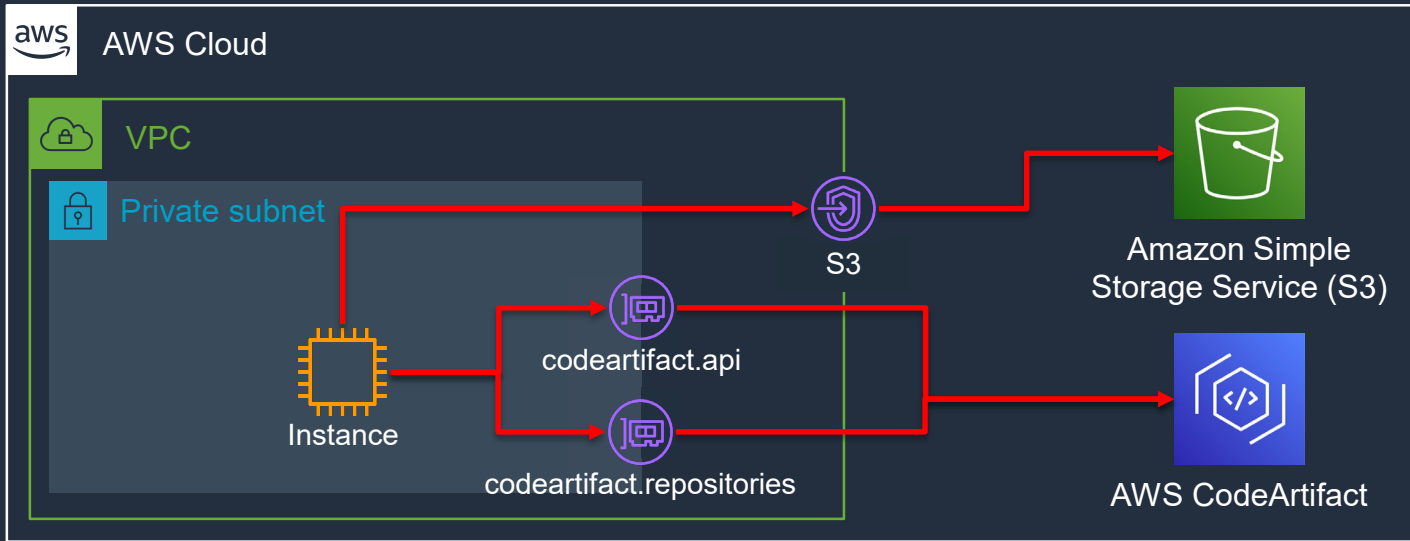 aws
AWS Cloud
VPC
Private subnet
S3
Amazon Simple
Storage Service (S3)
codeartifact.api
Instance
codeartifact.repositories
</>
AWS CodeArtifact